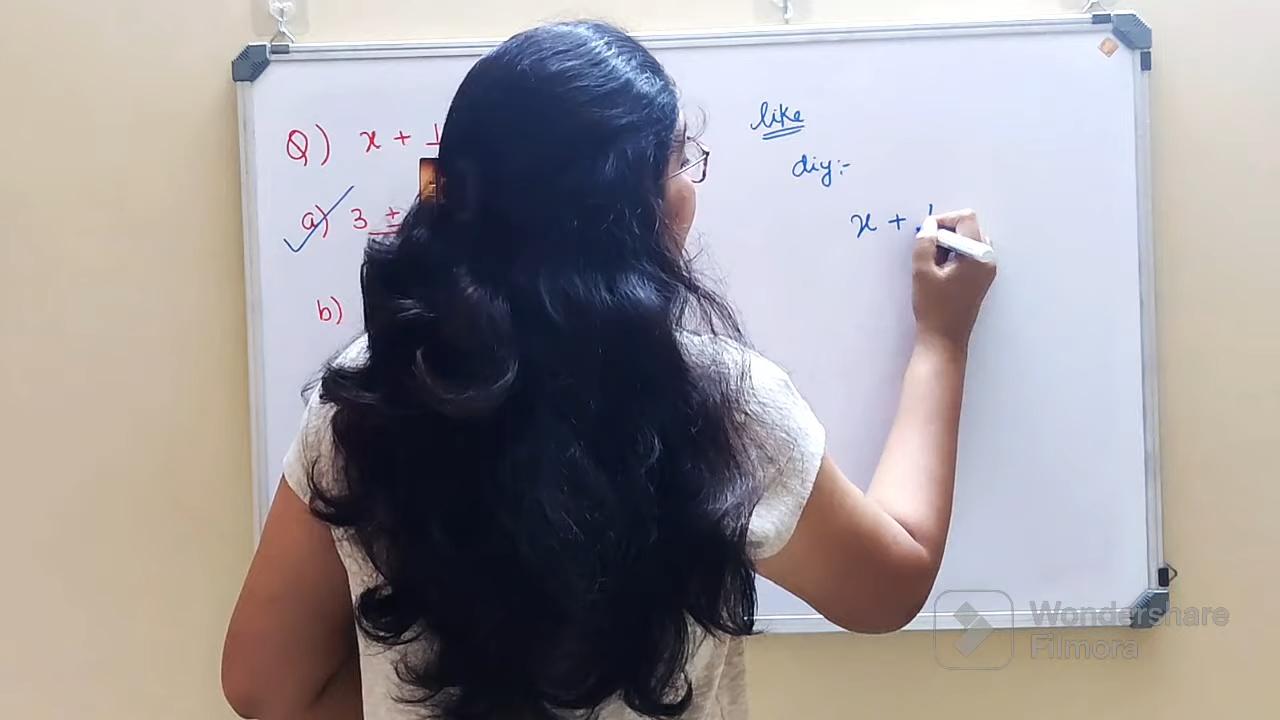 Q) x + 1
a) 3 ±
b)
like
diy:-
x + 1
Wondershare
Filmora